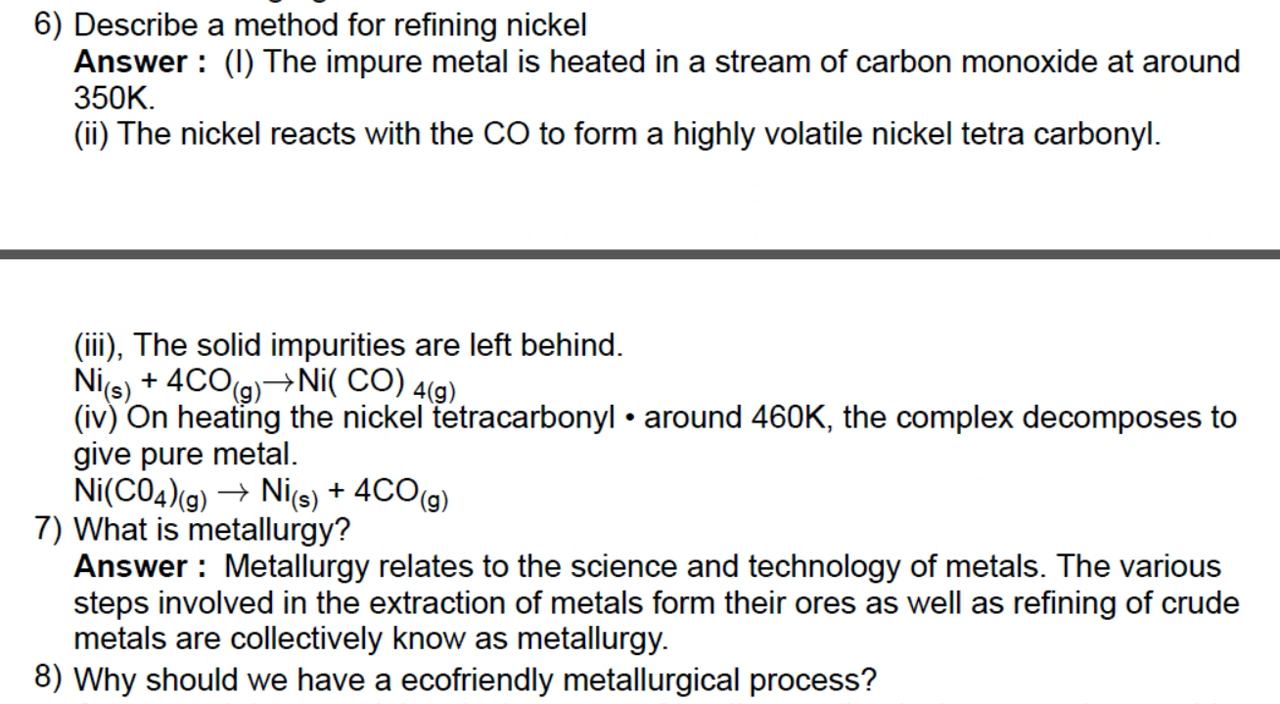 6) Describe a method for refining nickel
Answer : (I) The impure metal is heated in a stream of carbon monoxide at around
350K.
(ii) The nickel reacts with the CO to form a highly volatile nickel tetra carbonyl.
(iii), The solid impurities are left behind.
Ni(s) + 4CO(g)→Ni( CO) 4(g)
(iv) On heating the nickel tetracarbonyl • around 460K, the complex decomposes to
give pure metal.
Ni(C04)(g) → Ni(s) + 4CO(g)
7) What is metallurgy?
Answer : Metallurgy relates to the science and technology of metals. The various
steps involved in the extraction of metals form their ores as well as refining of crude
metals are collectively know as metallurgy.
8) Why should we have a ecofriendly metallurgical process?